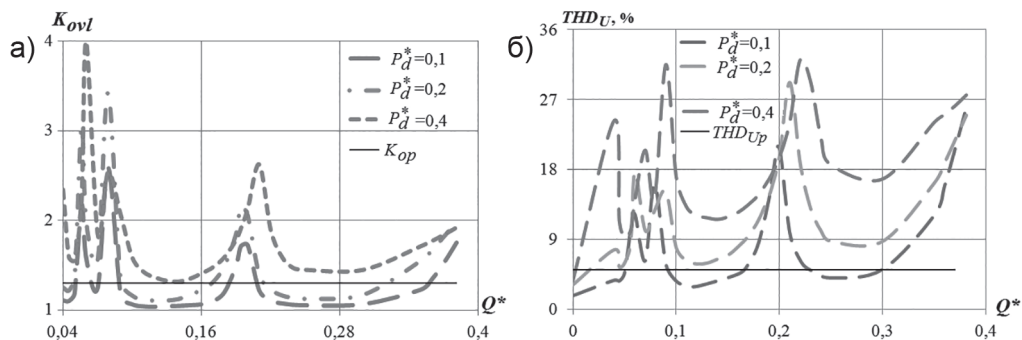 а)
K_ovl
4
3
2
1
0,04
0,16
0,28
0,4
Q*
P*_d=0,1
P*_d=0,2
P*_d=0,4
K_op
б)
THD_U, %
36
27
18
9
0
0
0,1
0,2
0,3
0,4
Q*
P*_d=0,1
P*_d=0,2
P*_d=0,4
THD_Up